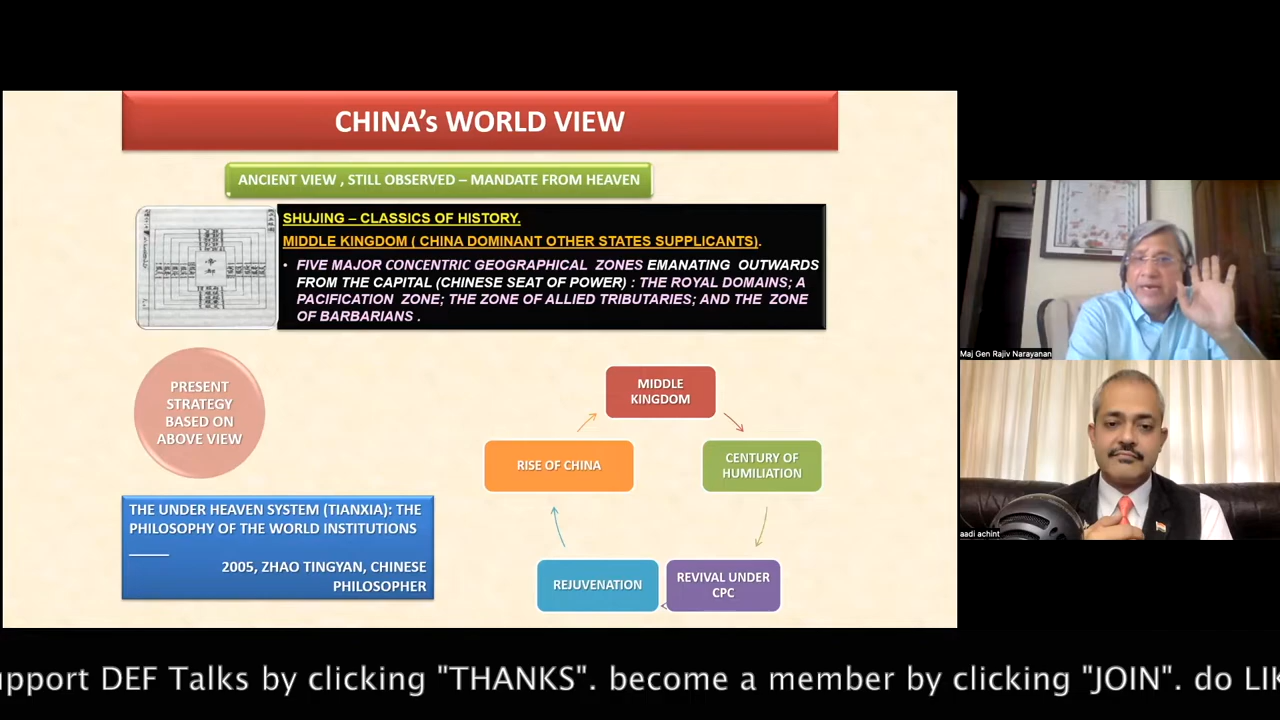 CHINA's WORLD VIEW
ANCIENT VIEW , STILL OBSERVED – MANDATE FROM HEAVEN
SHUJING – CLASSICS OF HISTORY.
MIDDLE KINGDOM ( CHINA DOMINANT OTHER STATES SUPPLICANTS).
• FIVE MAJOR CONCENTRIC GEOGRAPHICAL ZONES EMANATING OUTWARDS
FROM THE CAPITAL (CHINESE SEAT OF POWER) : THE ROYAL DOMAINS; A
PACIFICATION ZONE; THE ZONE OF ALLIED TRIBUTARIES; AND THE ZONE
OF BARBARIANS .
PRESENT
STRATEGY
BASED ON
ABOVE VIEW
THE UNDER HEAVEN SYSTEM (TIANXIA): THE
PHILOSOPHY OF THE WORLD INSTITUTIONS
2005, ZHAO TINGYAN, CHINESE
PHILOSOPHER
MIDDLE
KINGDOM
CENTURY OF
HUMILIATION
REVIVAL UNDER
CPC
REJUVENATION
RISE OF CHINA
Maj Gen Rajiv Narayanan
aadi achint
upport DEF Talks by clicking "THANKS". become a member by clicking "JOIN". do LIK